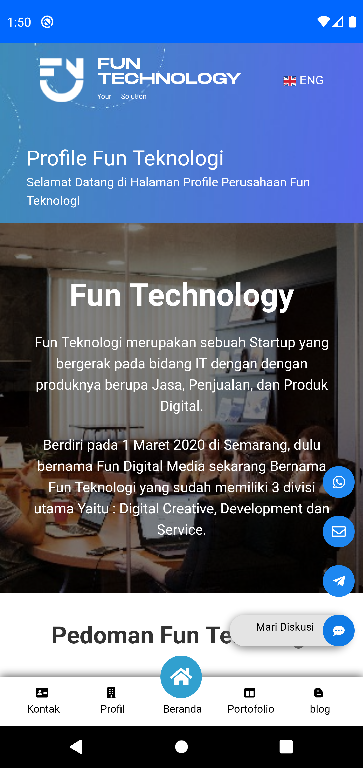 1:50
FUN
TECHNOLOGY
Your Solution
ENG
Profile Fun Teknologi
Selamat Datang di Halaman Profile Perusahaan Fun
Teknologi
Fun Technology
Fun Teknologi merupakan sebuah Startup yang
bergerak pada bidang IT dengan dengan
produknya berupa Jasa, Penjualan, dan Produk
Digital.
Berdiri pada 1 Maret 2020 di Semarang, dulu
bernama Fun Digital Media sekarang Bernama
Fun Teknologi yang sudah memiliki 3 divisi
utama Yaitu : Digital Creative, Development dan
Service.
Pedoman Fun
Mari Diskusi
Kontak
Profil
Beranda
Portofolio
blog